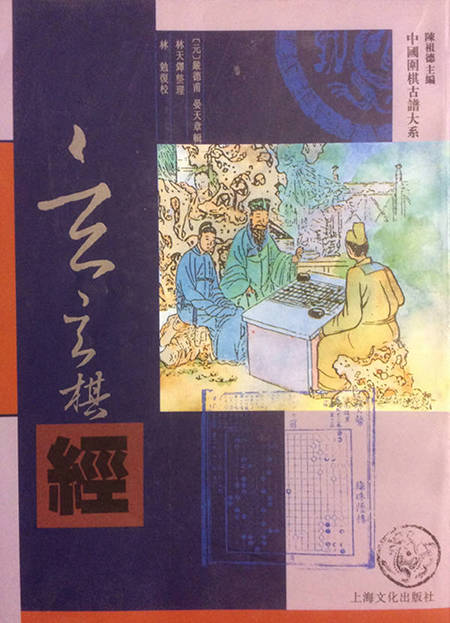 陳祖德主編
中國圍棋古譜大系
［元］嚴德甫 晏天章輯
林天鐸整理
林 勉復校
玄玄棋經
上海文化出版社